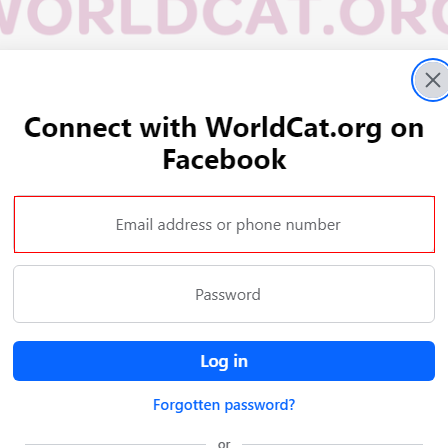 WORLDCAT.ORG
Connect with WorldCat.org on
Facebook
Email address or phone number
Password
Log in
Forgotten password?
or